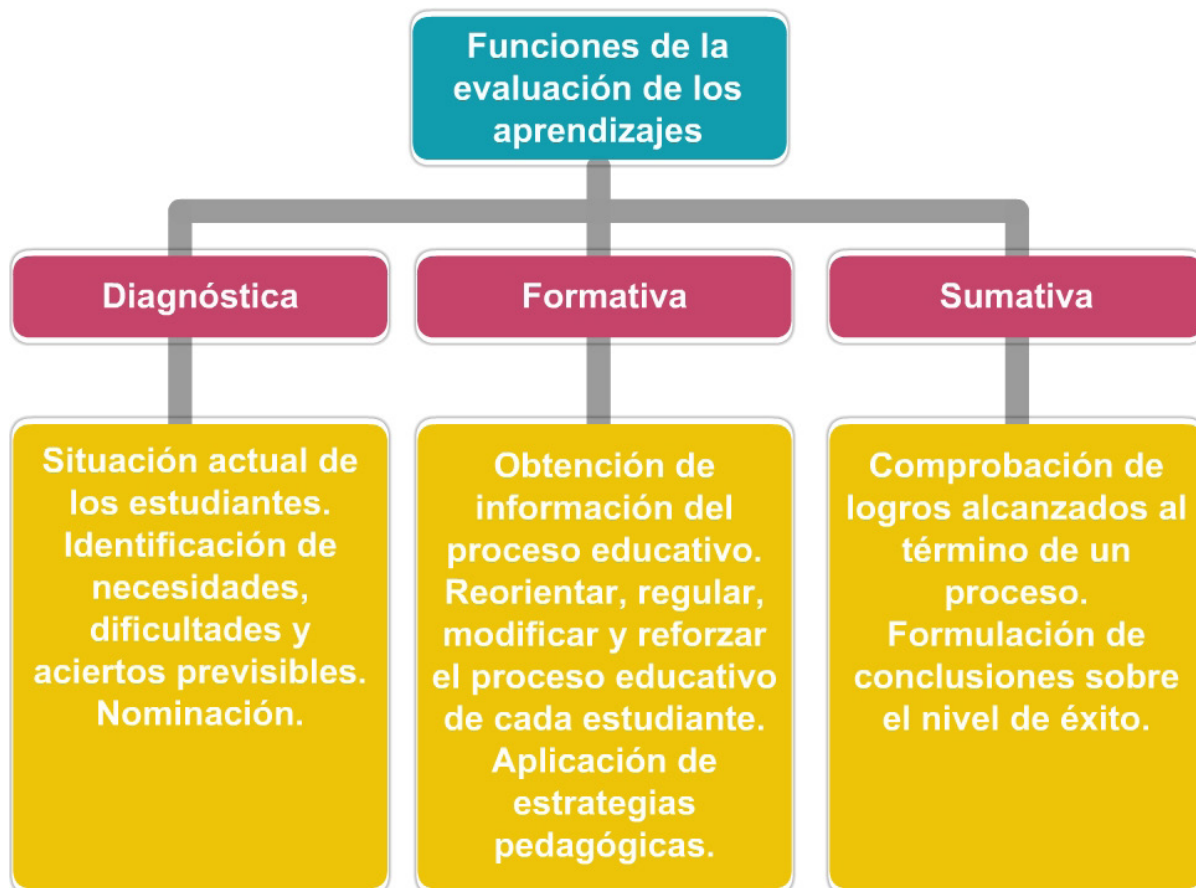 Funciones de la
evaluación de los
aprendizajes
Diagnóstica
Formativa
Sumativa
Situación actual de
los estudiantes.
Identificación de
necesidades,
dificultades y
aciertos previsibles.
Nominación.
Obtención de
información del
proceso educativo.
Reorientar, regular,
modificar y reforzar
el proceso educativo
de cada estudiante.
Aplicación de
estrategias
pedagógicas.
Comprobación de
logros alcanzados al
término de un
proceso.
Formulación de
conclusiones sobre
el nivel de éxito.